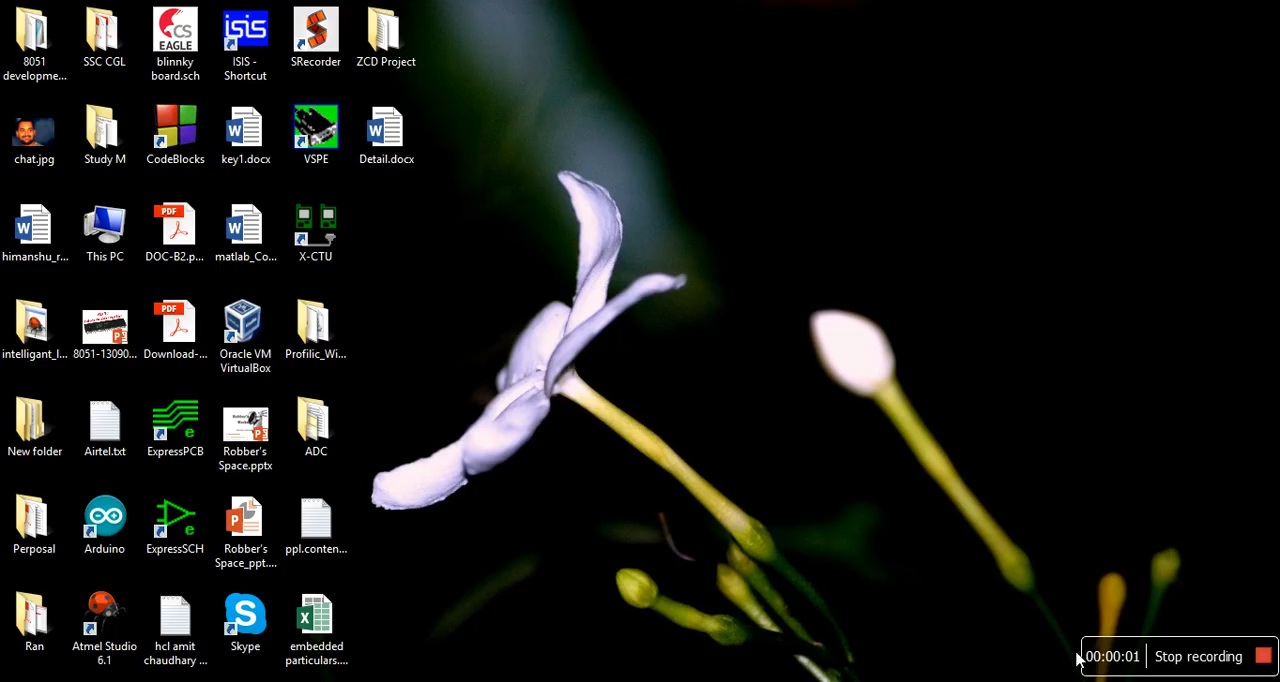 8051
developme...
SSC CGL
CS
EAGLE
blinnky
board.sch
isis
ISIS -
Shortcut
SRecorder
ZCD Project
chat.jpg
Study M
CodeBlocks
W
key1.docx
VSPE
W
Detail.docx
W
himanshu_r...
This PC
PDF
DOC-B2.p...
W
matlab_Co...
X-CTU
intelligant_l...
P
8051-13090...
PDF
Download-...
Oracle VM
VirtualBox
Profilic_Wi...
New folder
Airtel.txt
e
ExpressPCB
P
Robber's
Space.pptx
ADC
Perposal
Arduino
e
ExpressSCH
P
Robber's
Space_ppt....
ppl.conten...
Ran
Atmel Studio
6.1
hcl amit
chaudhary ...
S
Skype
X
embedded
particulars....
00:00:01 Stop recording